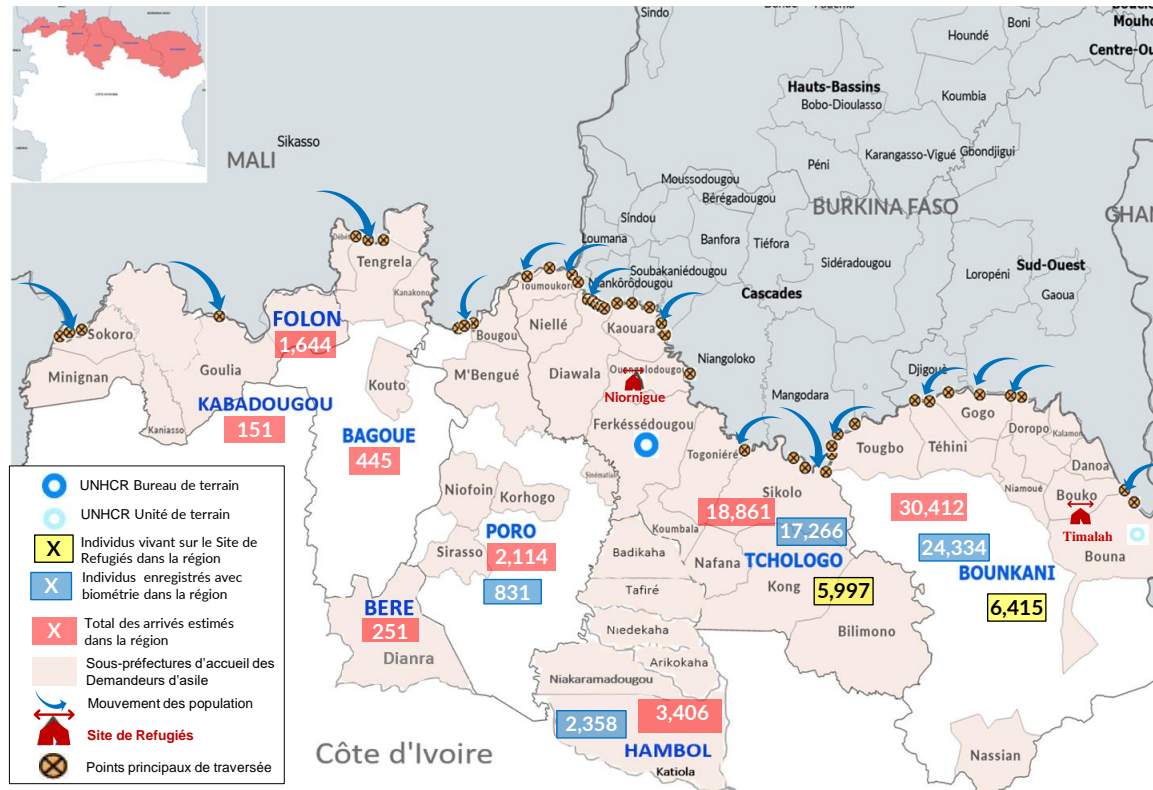 Sindo
Houndé
Boni
Mouho
Centre-Ou
Hauts-Bassins
Bobo-Dioulasso
Koumbia
Sikasso
MALI
Péni
Karangasso-Vigué
Gbondjigui
Moussodougou
Bérégadougou
BURKINA FASO
GHAN
Sindou
Loumana
Banfora
Tiéfora
Sidéradougou
Loropéni
Sud-Ouest
Gaoua
Soubakaniédougou
Niankôrôdougou
Cascades
Tengrela
Kanakono
Toumoukoro
Niellé
Kaouara
Niangoloko
Mangodara
Djigouè
Sokoro
Minignan
Goulia
Kaniasso
FOLON
1,644
KABADOUGOU
151
Kouto
BAGOUE
445
Bougou
M'Bengué
Diawala
Niornigue
Ferkéssédougou
Togoniéré
Tougbo
Téhini
Gogo
Doropo
Kalamon
Danoa
Niamoué
Bouko
Timalah
Bouna
Niofoin
Korhogo
Sirasso
PORO
2,114
831
Sikolo
18,861
17,266
TCHOLOGO
5,997
Koumbala
Nafana
Kong
Bilimono
30,412
24,334
BOUNKANI
6,415
Badikaha
Tafiré
Niedekaha
Arikokaha
Niakaramadougou
BERE
251
Dianra
2,358
3,406
HAMBOL
Katiola
Nassian
Côte d'Ivoire
UNHCR Bureau de terrain
UNHCR Unité de terrain
X
Individus vivant sur le Site de
Refugiés dans la région
X
Individus enregistrés avec
biométrie dans la région
X
Total des arrivés estimés
dans la région
Sous-préfectures d'accueil des
Demandeurs d'asile
Mouvement des population
Site de Refugiés
Points principaux de traversée